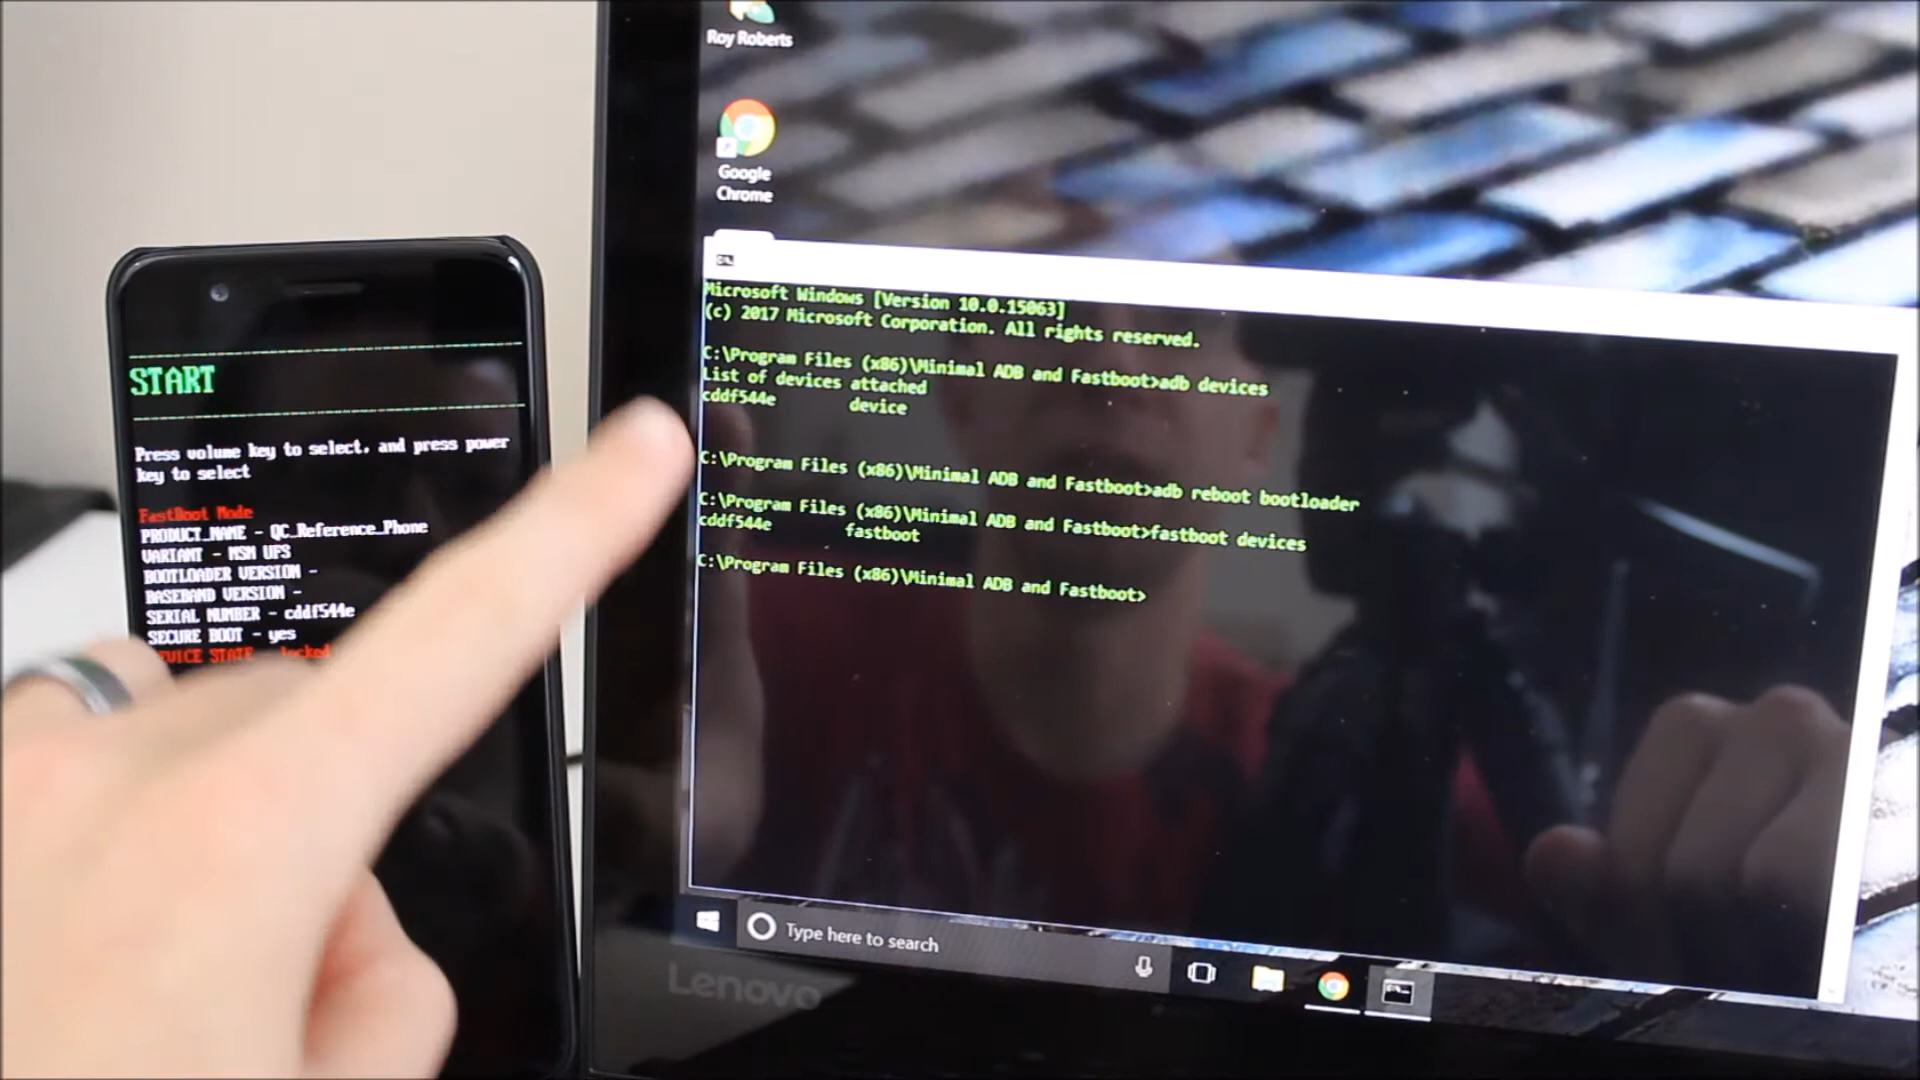 START
Press volume key to select, and press power
key to select
FastBoot Mode
PRODUCT_NAME - QC_Reference_Phone
VARIANT - MSM UFS
BOOTLOADER VERSION -
BASEBAND VERSION -
SERIAL NUMBER - cddf544e
SECURE BOOT - yes
DEVICE STATE - locked
Roy Roberts
Google
Chrome
Microsoft Windows [Version 10.0.15063]
(c) 2017 Microsoft Corporation. All rights reserved.
C:\Program Files (x86)\Minimal ADB and Fastboot>adb devices
List of devices attached
cddf544e device
C:\Program Files (x86)\Minimal ADB and Fastboot>adb reboot bootloader
C:\Program Files (x86)\Minimal ADB and Fastboot>fastboot devices
cddf544e fastboot
C:\Program Files (x86)\Minimal ADB and Fastboot>
Type here to search
Lenovo